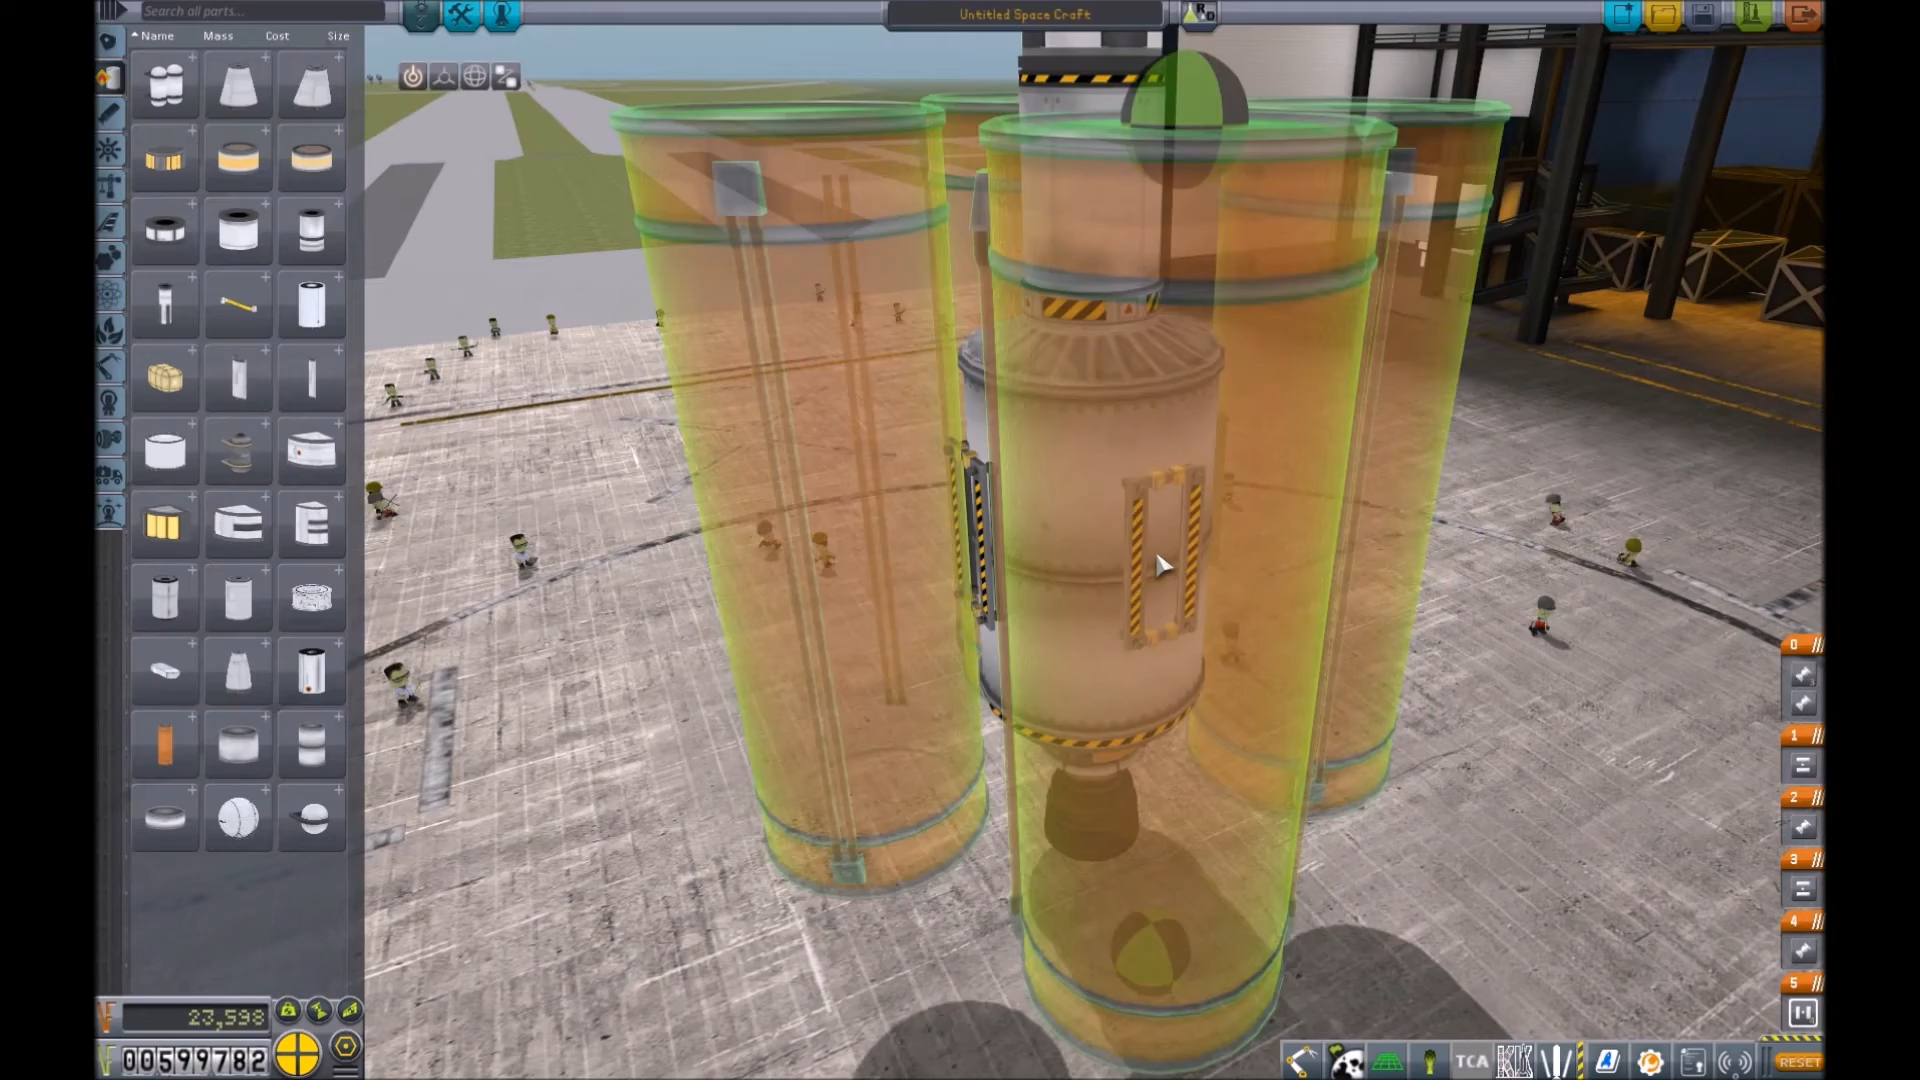 Search all parts...
Untitled Space Craft
R&D
Name Mass Cost Size
0
1
2
3
4
5
23,598
00599782
TCA
RESET